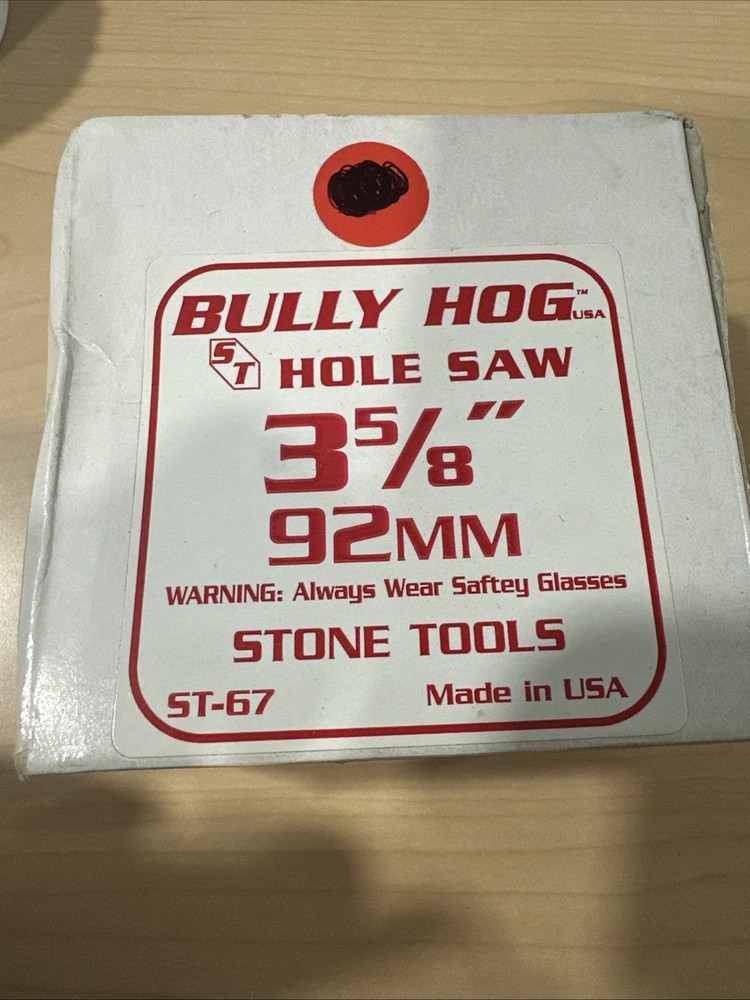 BULLY HOG™ USA
ST HOLE SAW
3 5/8"
92MM
WARNING: Always Wear Saftey Glasses
STONE TOOLS
ST-67 Made in USA